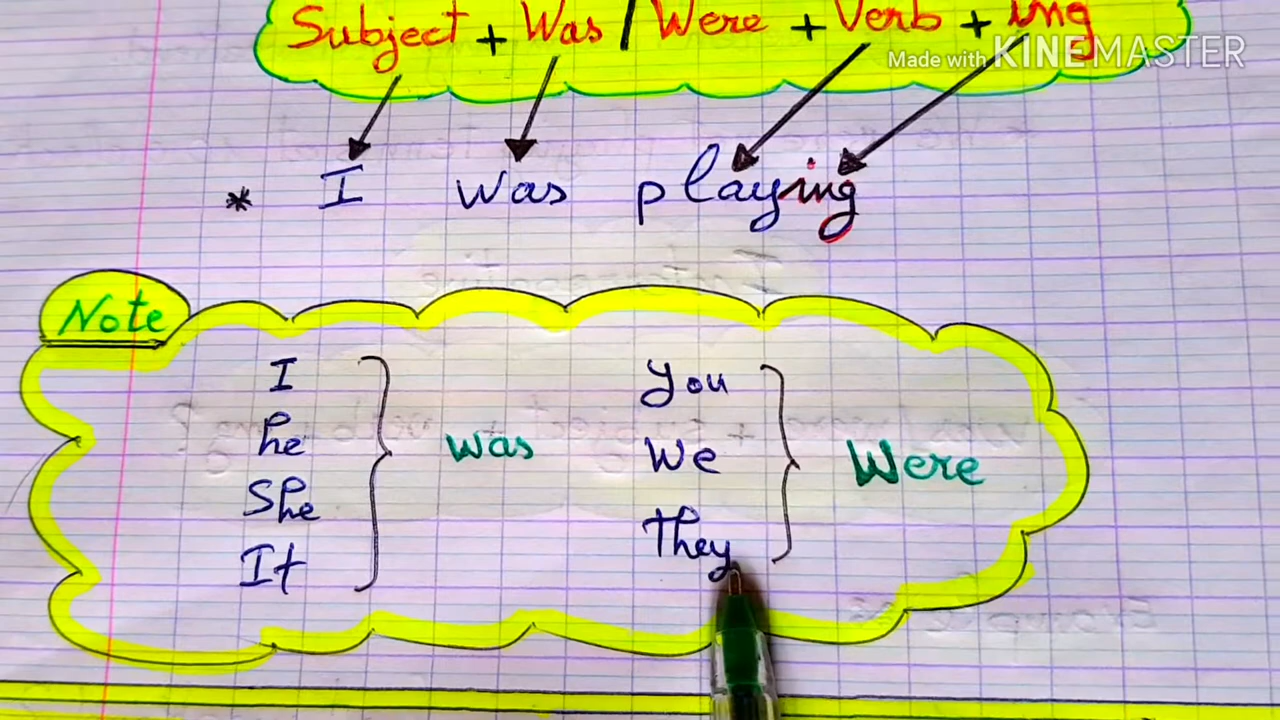 Subject + Was / Were + Verb + ing
Made with KINEMASTER
* I was playing
Note
I
he
She
It
was
you
We
They
Were